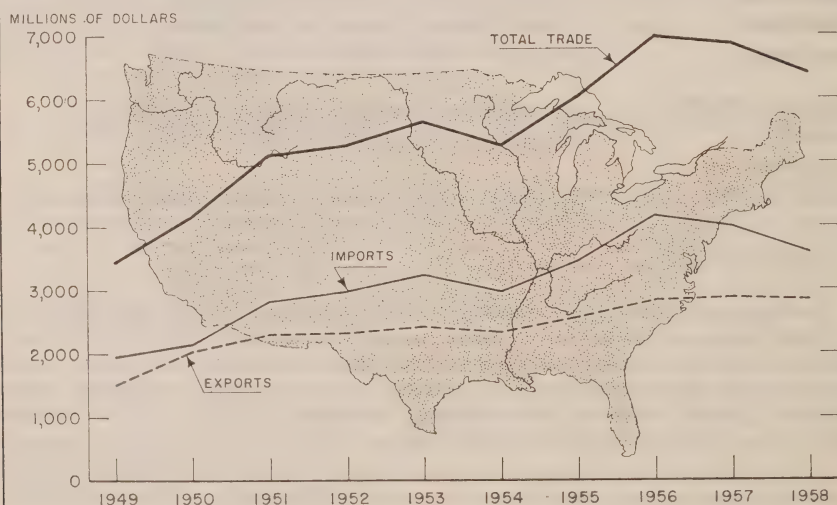 MILLIONS OF DOLLARS
7,000
TOTAL TRADE
6,000
5,000
4,000
IMPORTS
3,000
2,000
EXPORTS
1,000
0
1949 1950 1951 1952 1953 1954 1955 1956 1957 1958